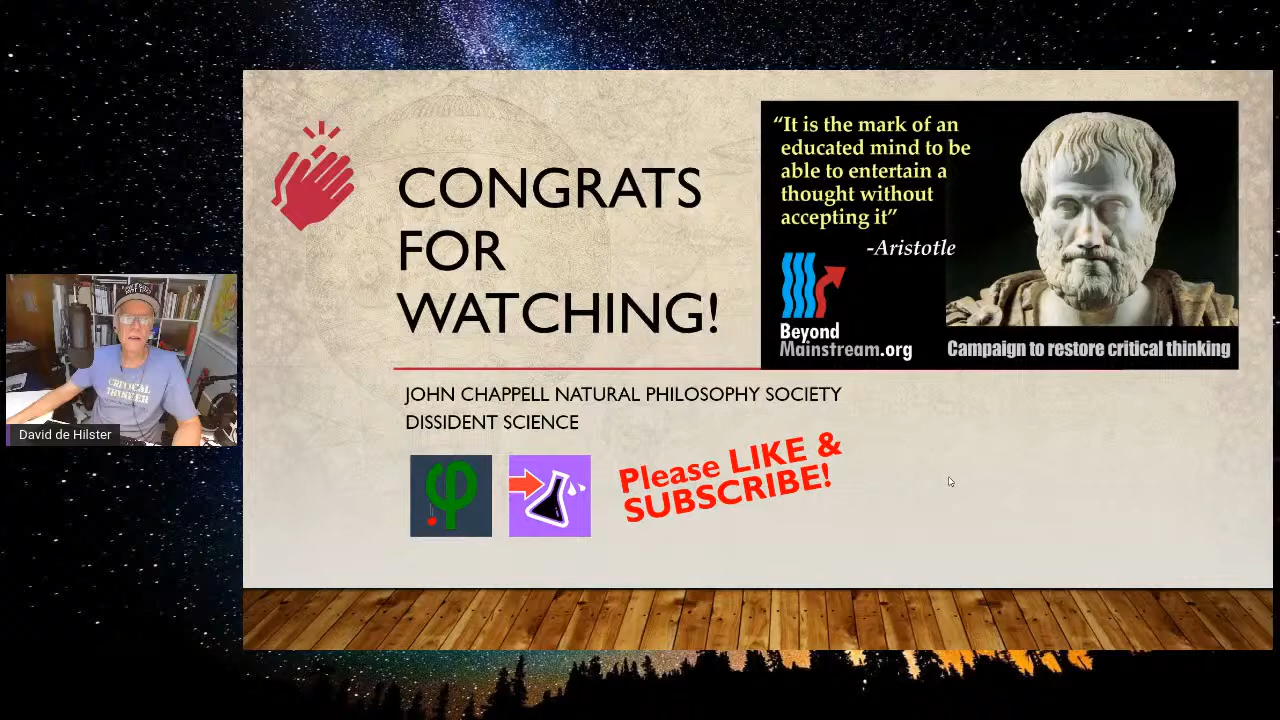 CONGRATS
FOR
WATCHING!
“It is the mark of an
educated mind to be
able to entertain a
thought without
accepting it”
-Aristotle
Beyond
Mainstream.org
Campaign to restore critical thinking
JOHN CHAPPELL NATURAL PHILOSOPHY SOCIETY
DISSIDENT SCIENCE
Please LIKE &
SUBSCRIBE!
CRITICAL
THINKER
David de Hilster